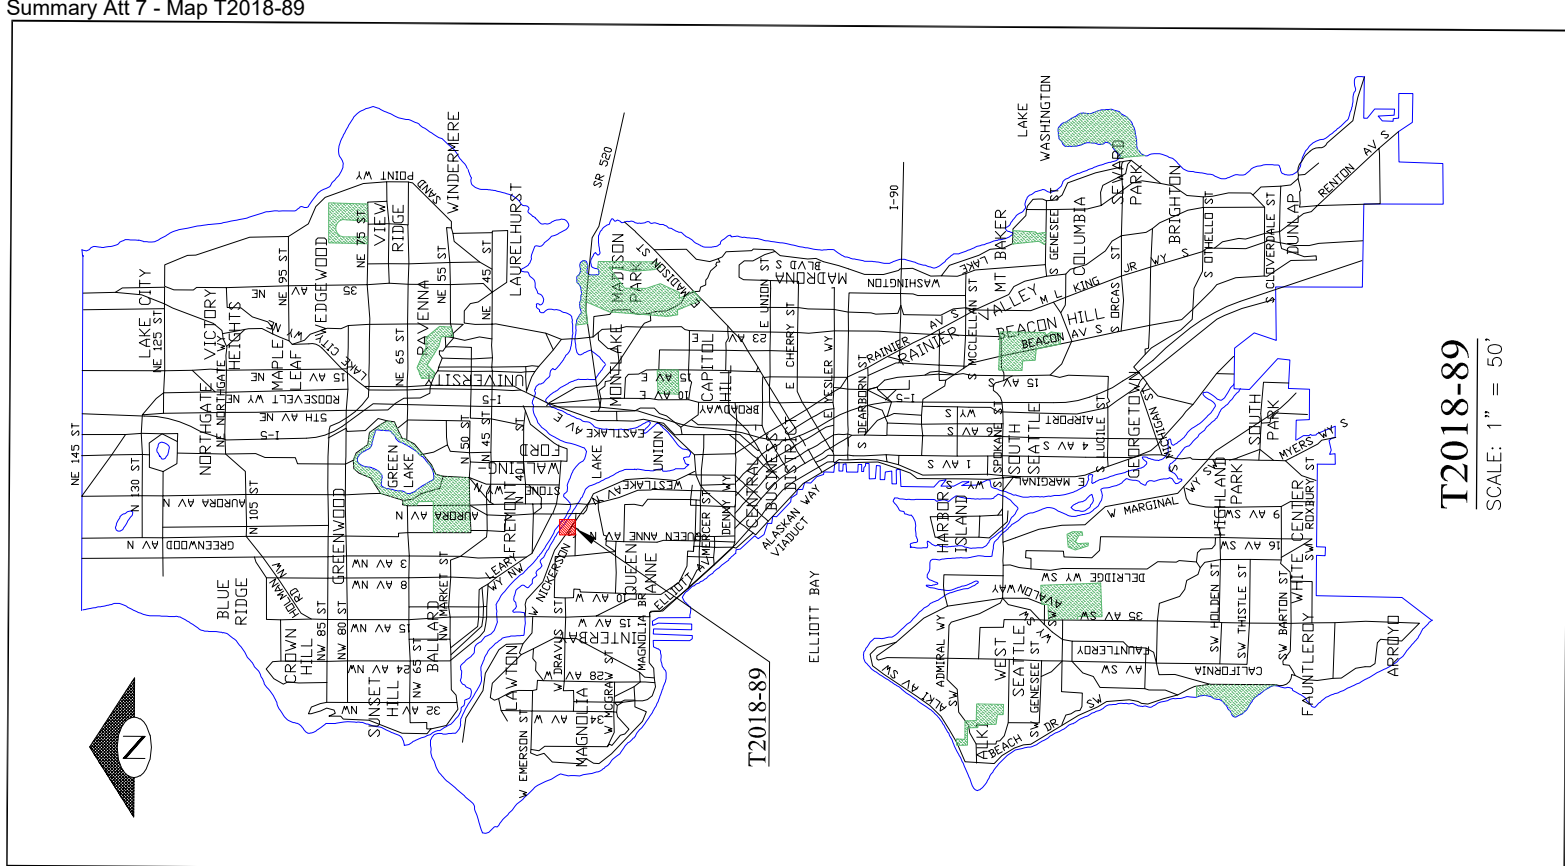 Summary Att 7 - Map T2018-89
NE 145 ST
N 130 ST
LAKE CITY
NE 125 ST
VICTORY
HEIGHTS
NORTHGATE
NE NORTHGATE WY
MAPLE
LEAF
NE 95 ST
WEDGEWOOD
LAKE CITY WY NE
35 AV NE
15 AV NE
ROOSEVELT WY NE
5TH AV NE
I-5
AURORA AV N
GREENWOOD AV N
N 105 ST
GREENWOOD
BLUE
RIDGE
HOLMAN
RD NW
CROWN
HILL
NW 85 ST
NW 80 ST
3 AV NW
8 AV NW
15 AV NW
24 AV NW
32 AV NW
SUNSET
HILL
NW 65 ST
BALLARD
NW MARKET ST
LEARY
WY NW
FREMONT
AURORA AV N
GREEN
LAKE
STONE WY N
WALLING-
FORD
N 50 ST
N 45 ST
UNIVERSITY
I-5
RAVENNA
NE 65 ST
NE 75 ST
VIEW
RIDGE
SAND
POINT WY
NE 55 ST
NE 45 ST
WINDERMERE
LAURELHURST
SR 520
MADISON
PARK
E MADISON ST
MONTLAKE
15 AV E
10 AV E
CAPITOL
HILL
BROADWAY
23 AV E
E UNION ST
E CHERRY ST
E YESLER WY
MADRONA
BLVD S
WASHINGTON
LAKE
EASTLAKE AV E
LAKE
UNION
WESTLAKE AV N
MERCER ST
DENNY WY
CENTRAL
BUSINESS
DISTRICT
ALASKAN WAY
VIADUCT
QUEEN ANNE AV N
QUEEN
ANNE
W NICKERSON
10 AV W
15 AV W
ELLIOTT AV
MAGNOLIA BR
INTERBAY
W DRAVUS ST
28 AV W
W MCGRAW ST
34 AV W
LAWTON
MAGNOLIA
W EMERSON ST
N
T2018-89
ELLIOTT BAY
I-90
LAKE
WASHINGTON
MT BAKER
S GENESEE ST
COLUMBIA
SEWARD
PARK
BRIGHTON
S OTHELLO ST
S CLOVERDALE ST
DUNLAP
RENTON AV S
M L KING JR WY S
S ORCAS ST
RAINIER
VALLEY
RAINIER AV S
S MCCLELLAN ST
BEACON HILL
BEACON AV S
15 AV S
S DEARBORN ST
I-5
AIRPORT WY S
6 AV S
4 AV S
1 AV S
S SPOKANE ST
SOUTH
SEATTLE
S LUCILE ST
GEORGETOWN
MICHIGAN ST
E MARGINAL WY S
HARBOR
ISLAND
W MARGINAL WY S
SOUTH
PARK
MYERS WY S
HIGHLAND
PARK
9 AV SW
16 AV SW
SW ROXBURY ST
WHITE CENTER
DELRIDGE WY SW
AVALON WAY
35 AV SW
SW HOLDEN ST
SW THISTLE ST
SW BARTON ST
FAUNTLEROY WY SW
CALIFORNIA AV SW
FAUNTLEROY
ARROYO
SW ADMIRAL WY
ALKI AV SW
WEST
SEATTLE
SW GENESEE ST
ALKI
BEACH DR SW
T2018-89
SCALE: 1" = 50'